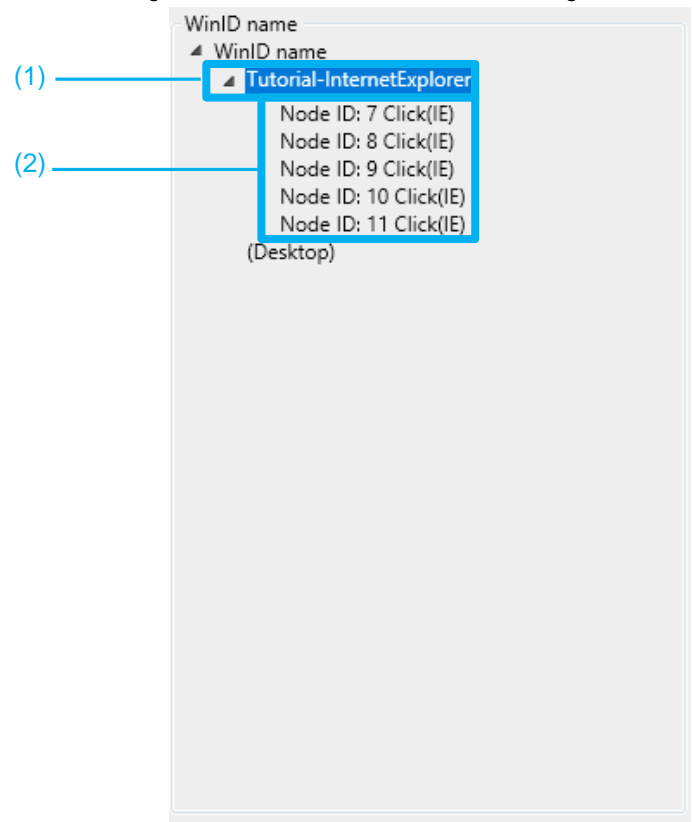 WinID name
WinID name
(1)
Tutorial-InternetExplorer
Node ID: 7 Click(IE)
Node ID: 8 Click(IE)
(2)
Node ID: 9 Click(IE)
Node ID: 10 Click(IE)
Node ID: 11 Click(IE)
(Desktop)